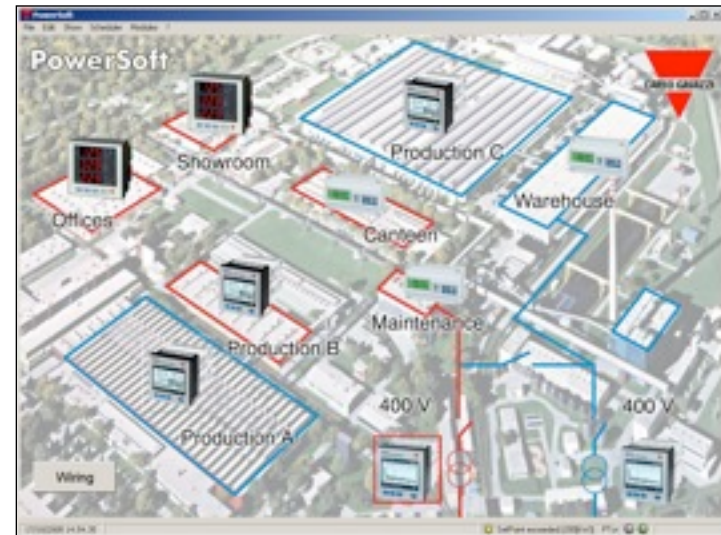 PowerSoft
File Edit Show Scheduler Modules ?
PowerSoft
CARLO GAVAZZI
Showroom
Production C
Offices
Canteen
Warehouse
Production B
Maintenance
Production A
400 V
400 V
Wiring